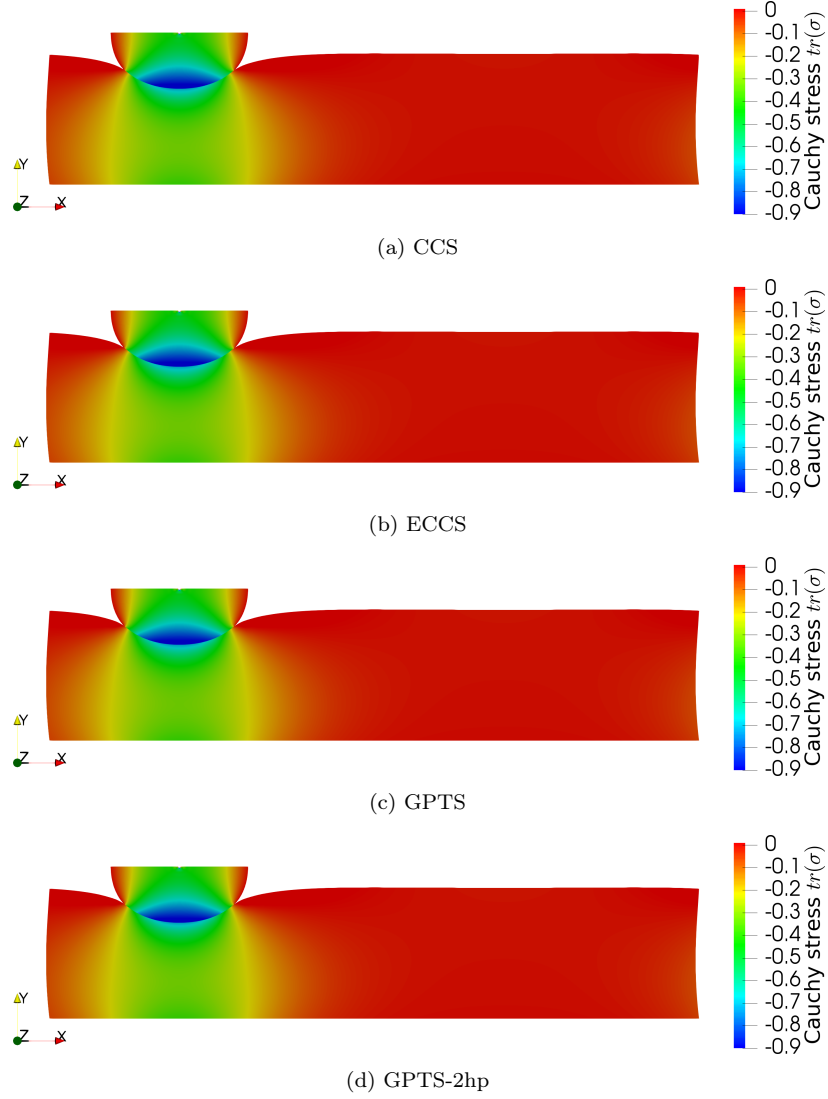 0
-0.1
-0.2
-0.3
-0.4
-0.5
-0.6
-0.7
-0.8
-0.9
Cauchy stress tr(σ)
Y
Z X
(a) CCS
0
-0.1
-0.2
-0.3
-0.4
-0.5
-0.6
-0.7
-0.8
-0.9
Cauchy stress tr(σ)
Y
Z X
(b) ECCS
0
-0.1
-0.2
-0.3
-0.4
-0.5
-0.6
-0.7
-0.8
-0.9
Cauchy stress tr(σ)
Y
Z X
(c) GPTS
0
-0.1
-0.2
-0.3
-0.4
-0.5
-0.6
-0.7
-0.8
-0.9
Cauchy stress tr(σ)
Y
Z X
(d) GPTS-2hp